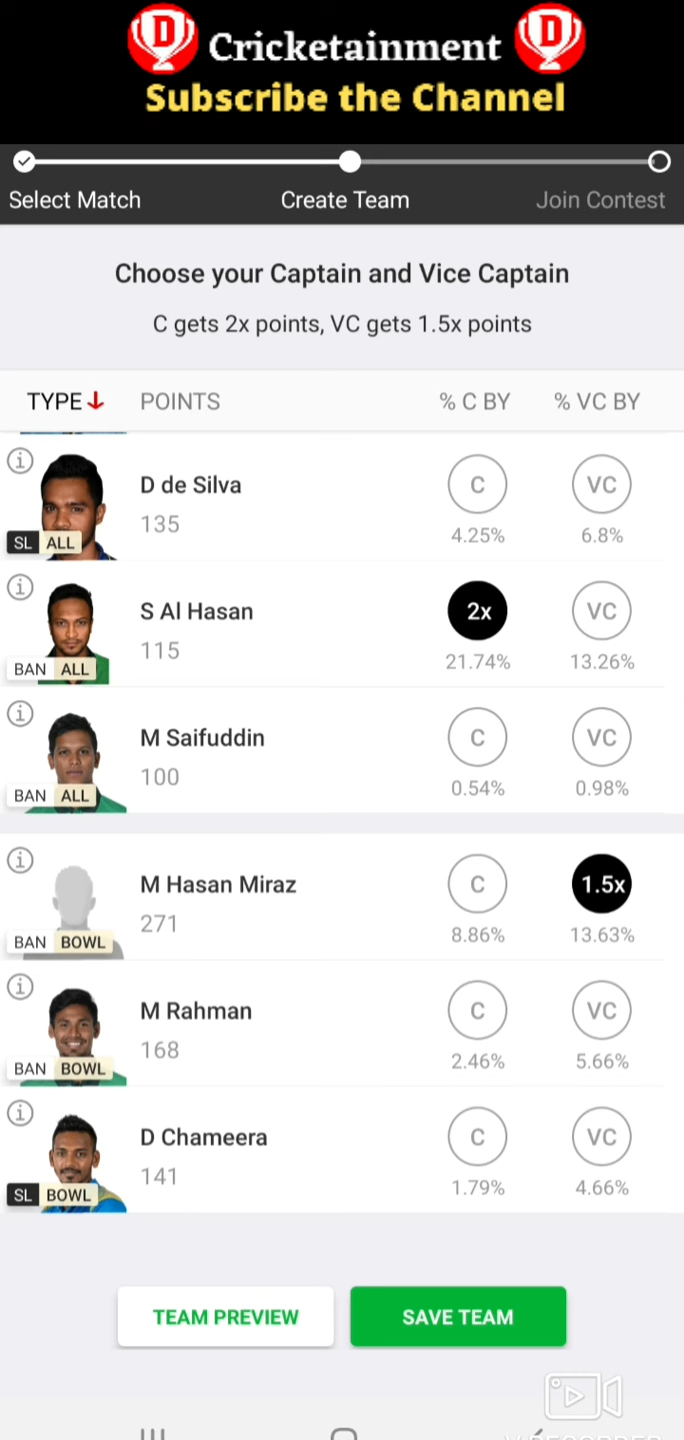 D Cricketainment D
Subscribe the Channel
Select Match Create Team Join Contest
Choose your Captain and Vice Captain
C gets 2x points, VC gets 1.5x points
TYPE POINTS % C BY % VC BY
D de Silva C VC
135 4.25% 6.8%
SL ALL
S Al Hasan 2x VC
115 21.74% 13.26%
BAN ALL
M Saifuddin C VC
100 0.54% 0.98%
BAN ALL
M Hasan Miraz C 1.5x
271 8.86% 13.63%
BAN BOWL
M Rahman C VC
168 2.46% 5.66%
BAN BOWL
D Chameera C VC
141 1.79% 4.66%
SL BOWL
TEAM PREVIEW SAVE TEAM